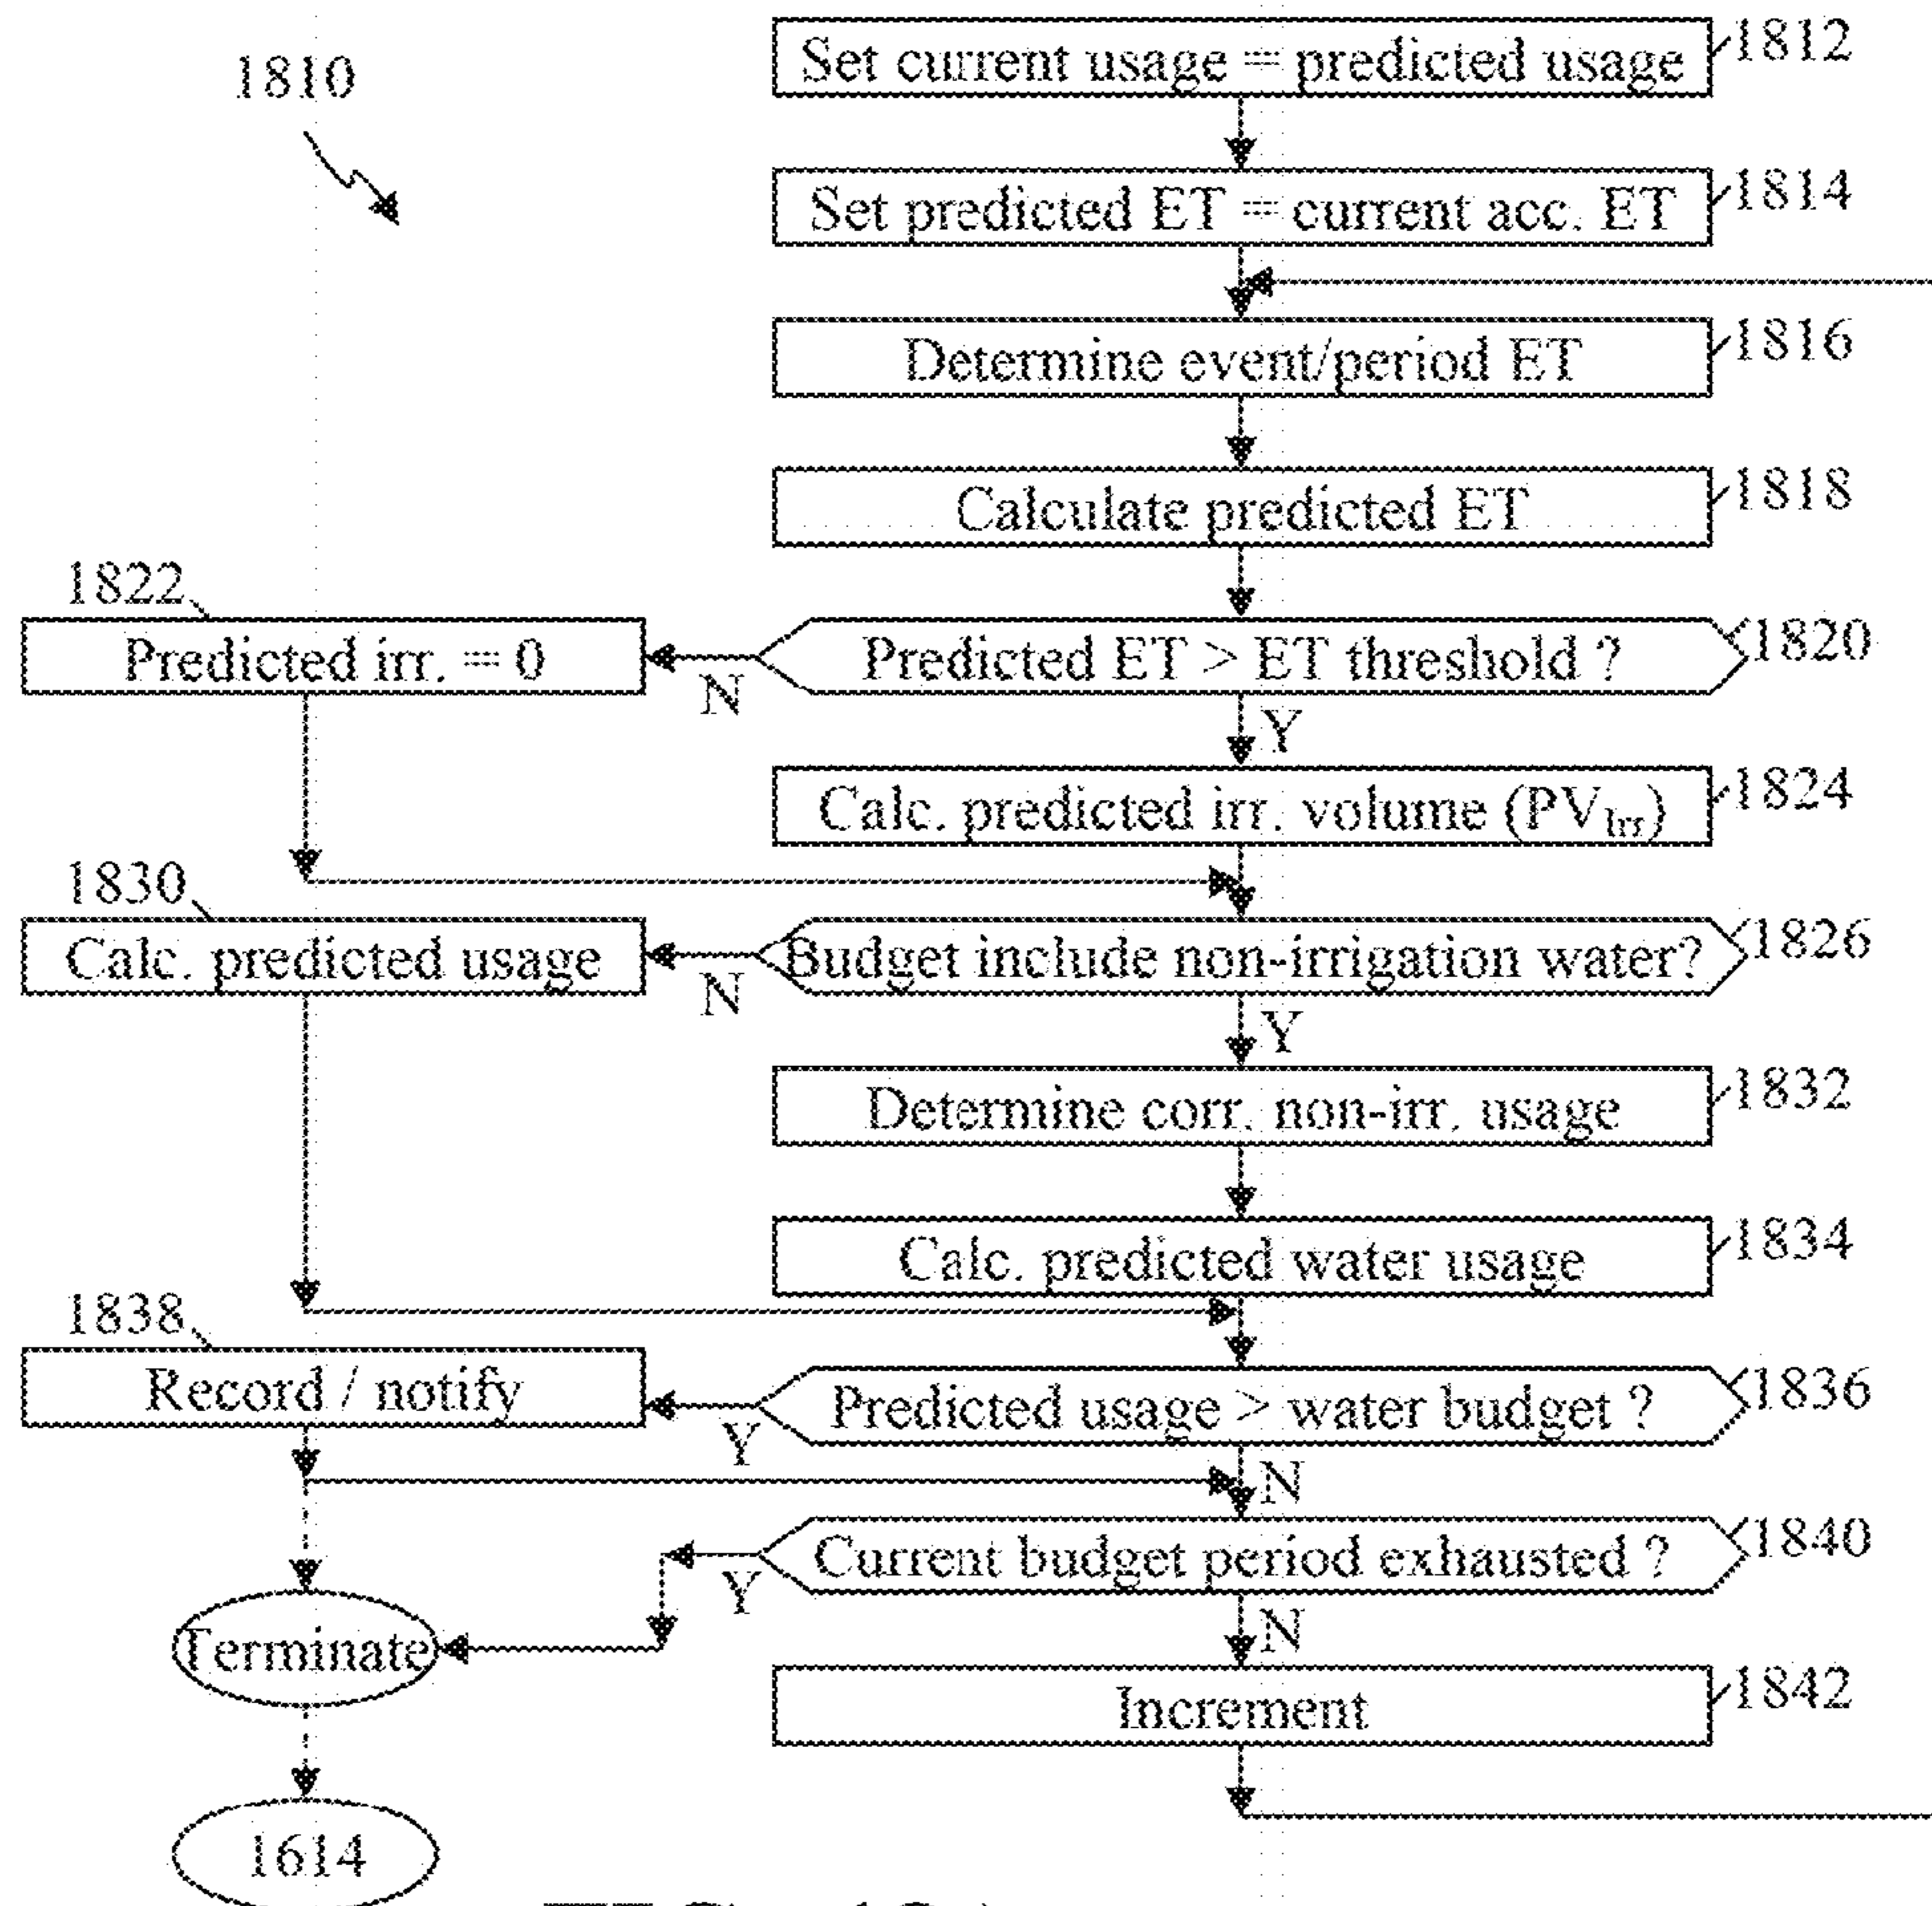 1810
Set current usage = predicted usage
1812
Set predicted ET = current acc. ET
1814
Determine event/period ET
1816
Calculate predicted ET
1818
1822
Predicted irr. = 0
N
Predicted ET > ET threshold ?
1820
Y
Calc. predicted irr. volume (PVIrr)
1824
1830
Calc. predicted usage
N
Budget include non-irrigation water?
1826
Y
Determine corr. non-irr. usage
1832
Calc. predicted water usage
1834
1838
Record / notify
Y
Predicted usage > water budget ?
1836
N
Current budget period exhausted ?
1840
Y
N
Terminate
Increment
1842
1614